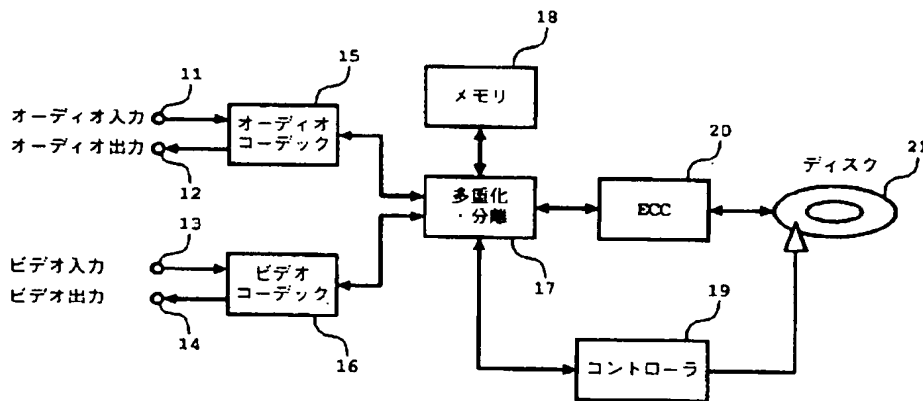 18
メモリ
11
15
オーディオ入力
オーディオ
コーデック
オーディオ出力
12
20
ディスク
21
多重化
・分離
ECC
13
ビデオ入力
ビデオ
コーデック
ビデオ出力
14
16
17
19
コントローラ